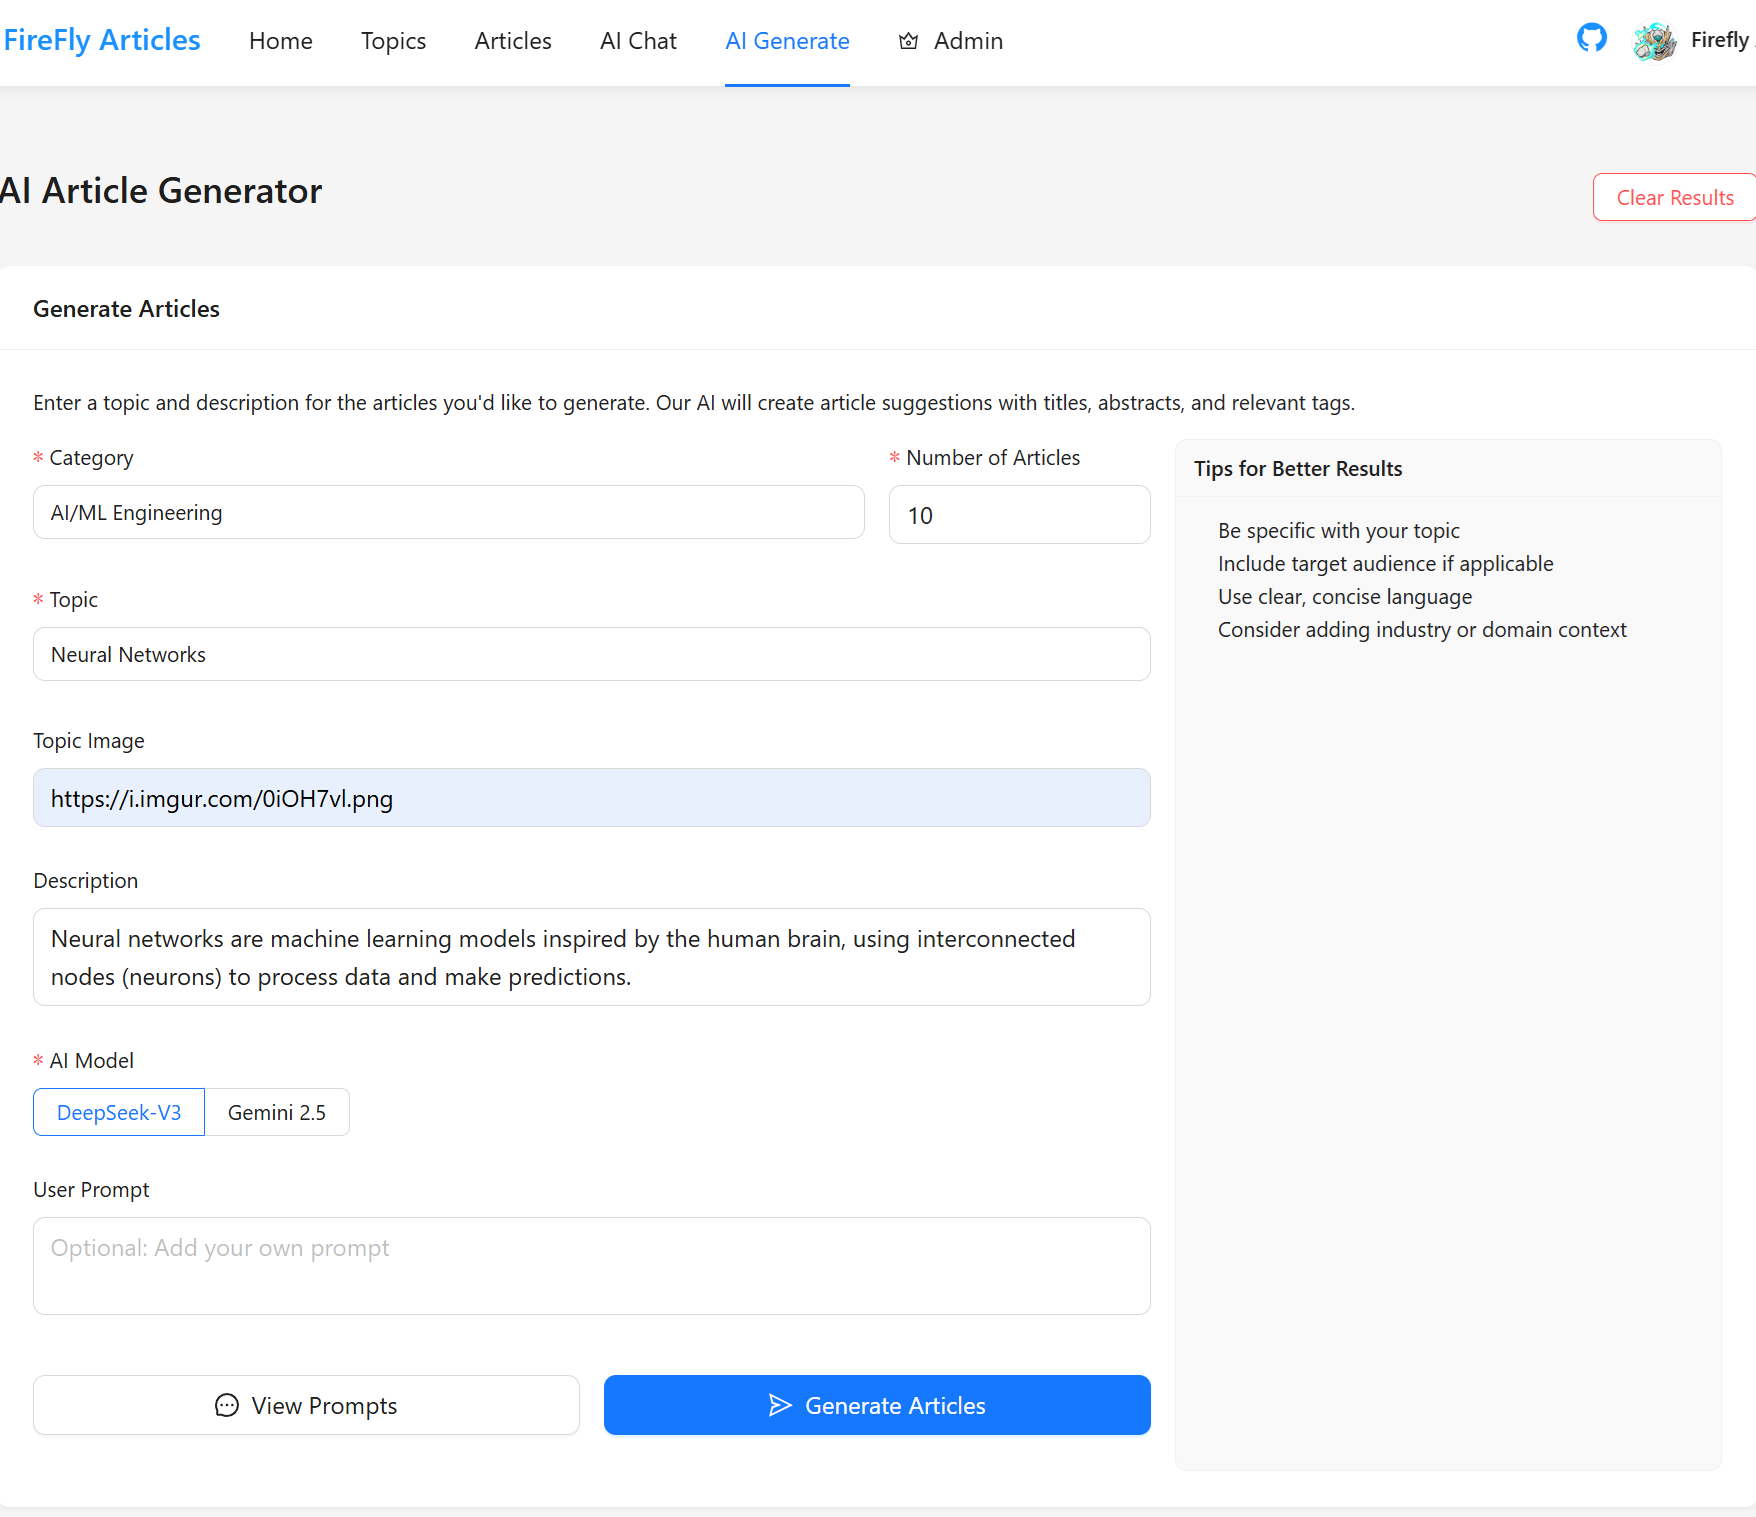 FireFly Articles Home Topics Articles AI Chat AI Generate Admin Firefly
AI Article Generator
Clear Results
Generate Articles
Enter a topic and description for the articles you'd like to generate. Our AI will create article suggestions with titles, abstracts, and relevant tags.
* Category
AI/ML Engineering
* Number of Articles
10
* Topic
Neural Networks
Topic Image
https://i.imgur.com/0iOH7vl.png
Description
Neural networks are machine learning models inspired by the human brain, using interconnected
nodes (neurons) to process data and make predictions.
* AI Model
DeepSeek-V3 Gemini 2.5
User Prompt
Optional: Add your own prompt
View Prompts Generate Articles
Tips for Better Results
Be specific with your topic
Include target audience if applicable
Use clear, concise language
Consider adding industry or domain context